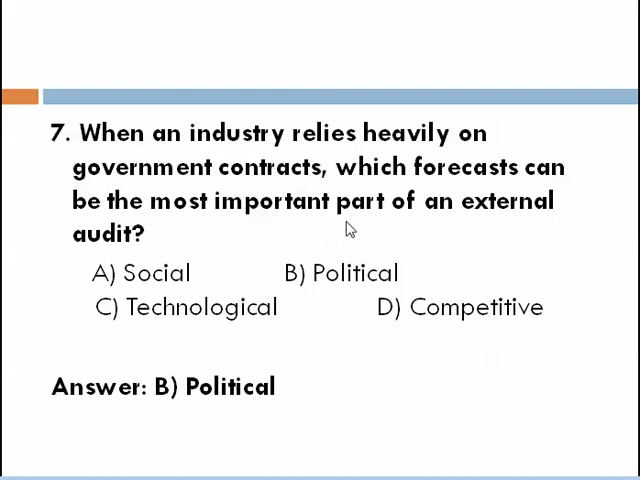 7. When an industry relies heavily on
government contracts, which forecasts can
be the most important part of an external
audit?
A) Social B) Political
C) Technological D) Competitive
Answer: B) Political